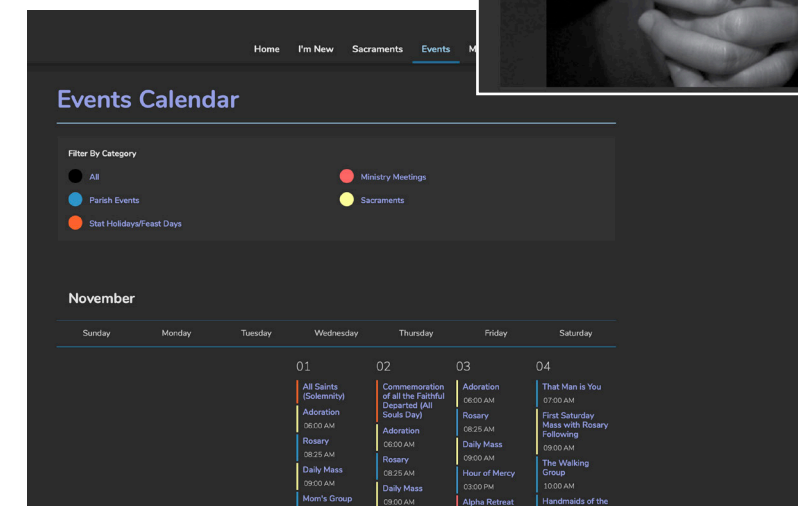 Home I'm New Sacraments Events
Events Calendar
Filter By Category
All
Ministry Meetings
Parish Events
Sacraments
Stat Holidays/Feast Days
November
Sunday Monday Tuesday Wednesday Thursday Friday Saturday
01
All Saints
(Solemnity)
Adoration
06:00 AM
Rosary
08:25 AM
Daily Mass
09:00 AM
Mom's Group
02
Commemoration
of all the Faithful
Departed (All
Souls Day)
Adoration
06:00 AM
Rosary
08:25 AM
Daily Mass
09:00 AM
03
Adoration
06:00 AM
Rosary
08:25 AM
Daily Mass
09:00 AM
Hour of Mercy
03:00 PM
Alpha Retreat
04
That Man is You
07:00 AM
First Saturday
Mass with Rosary
Following
09:00 AM
The Walking
Group
10:00 AM
Handmaids of the